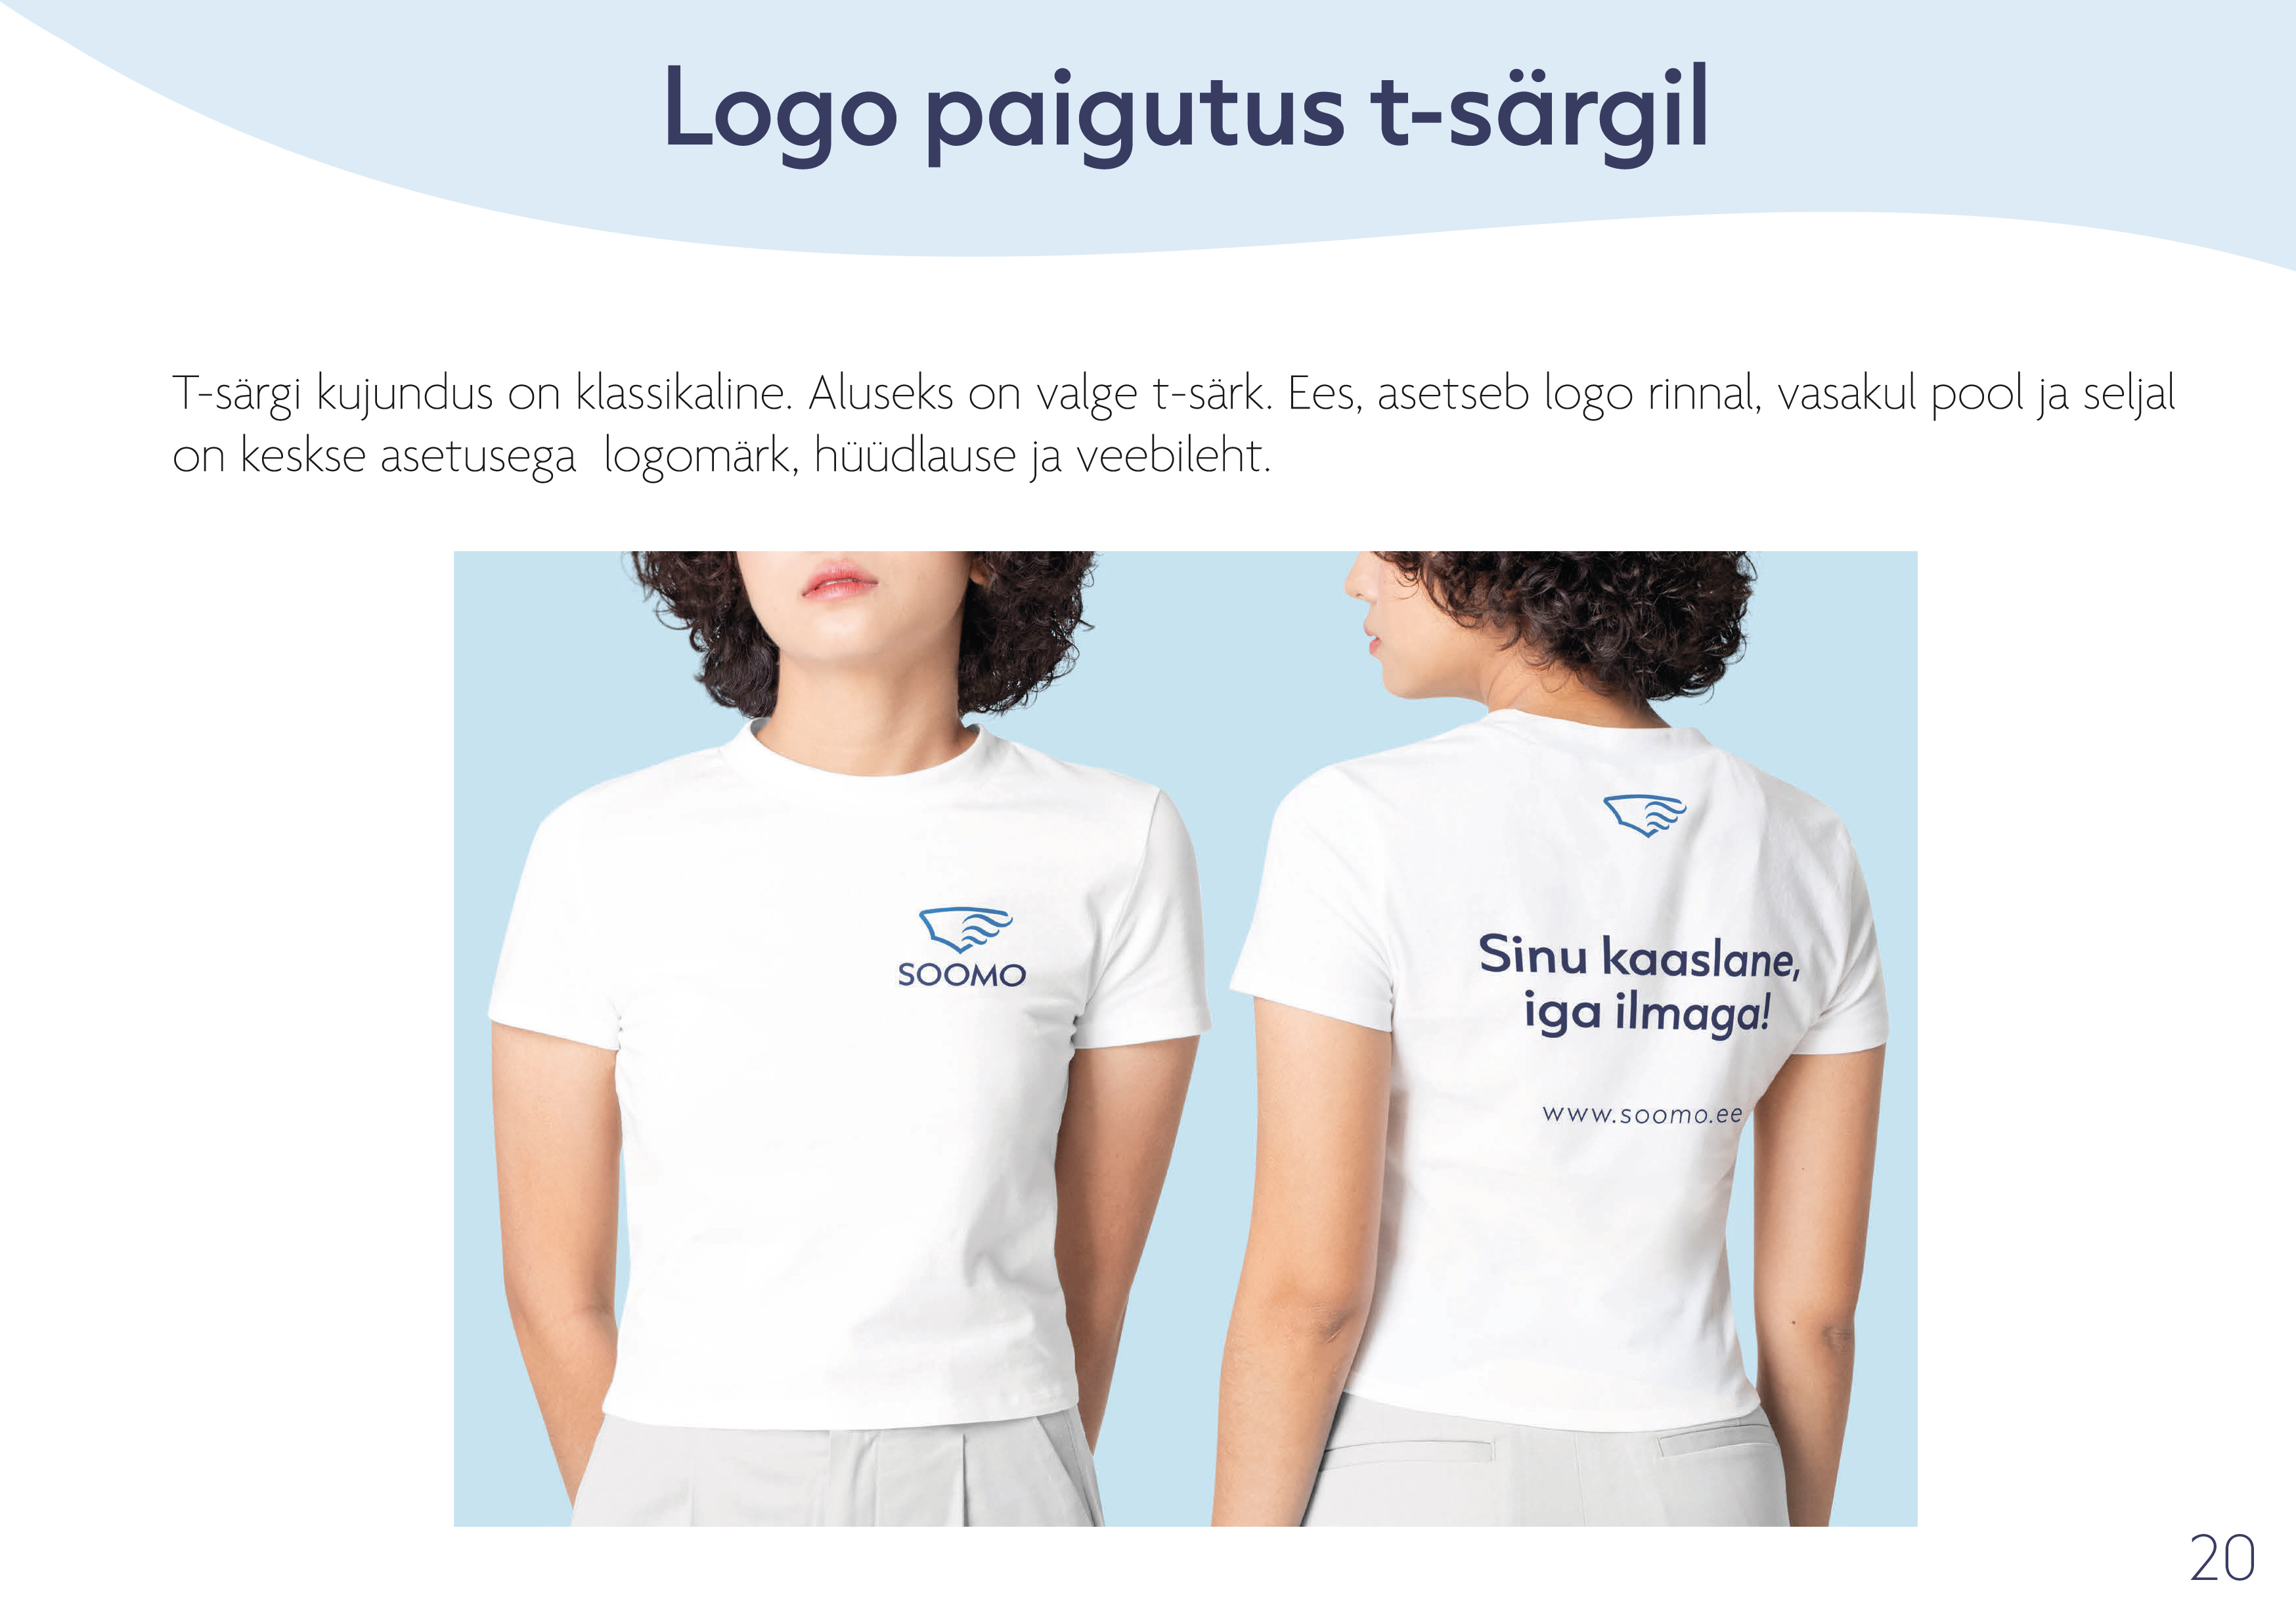 Logo paigutus t-särgil
T-särgi kujundus on klassikaline. Aluseks on valge t-särk. Ees, asetseb logo rinnal, vasakul pool ja seljal
on keskse asetusega  logomärk, hüüdlause ja veebileht.
SOOMO
Sinu kaaslane,
iga ilmaga!
www.soomo.ee
20